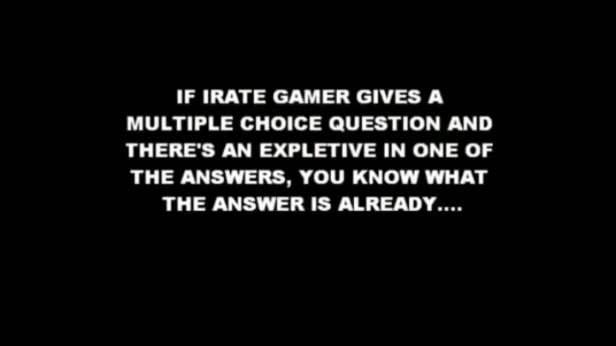 IF IRATE GAMER GIVES A
MULTIPLE CHOICE QUESTION AND
THERE'S AN EXPLETIVE IN ONE OF
THE ANSWERS, YOU KNOW WHAT
THE ANSWER IS ALREADY....